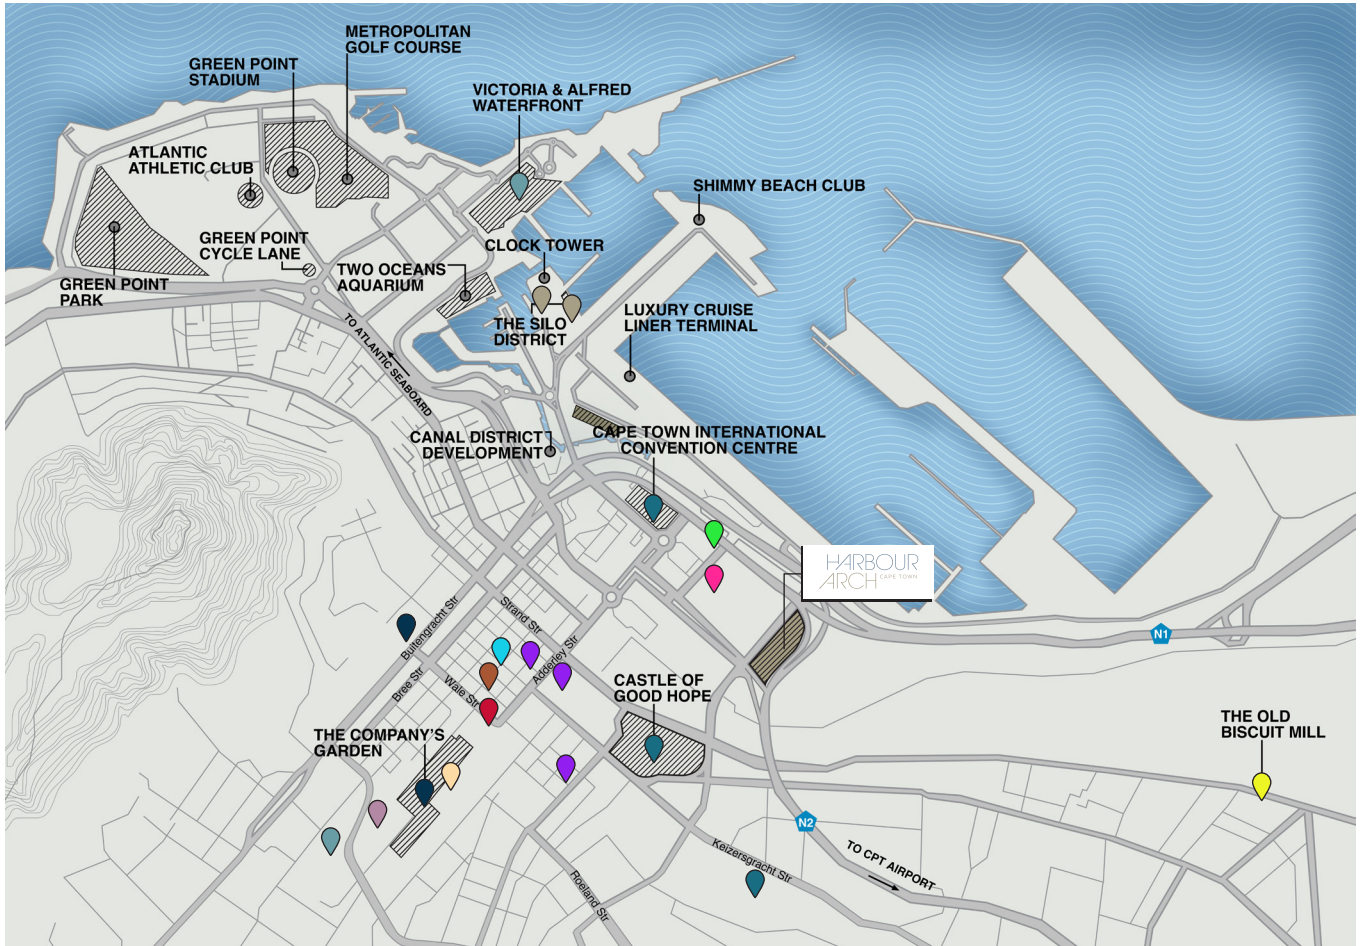 METROPOLITAN
GOLF COURSE
GREEN POINT
STADIUM
VICTORIA & ALFRED
WATERFRONT
ATLANTIC
ATHLETIC CLUB
SHIMMY BEACH CLUB
GREEN POINT
CYCLE LANE
CLOCK TOWER
TWO OCEANS
AQUARIUM
GREEN POINT
PARK
THE SILO
DISTRICT
LUXURY CRUISE
LINER TERMINAL
TO ATLANTIC SEABOARD
CANAL DISTRICT
DEVELOPMENT
CAPE TOWN INTERNATIONAL
CONVENTION CENTRE
HARBOUR
ARCH CAPE TOWN
Buitengracht Str
Strand Str
Adderley Str
Bree Str
Wale Str
N1
CASTLE OF
GOOD HOPE
THE COMPANY'S
GARDEN
THE OLD
BISCUIT MILL
N2
Keizersgracht Str
TO CPT AIRPORT
Roeland Str